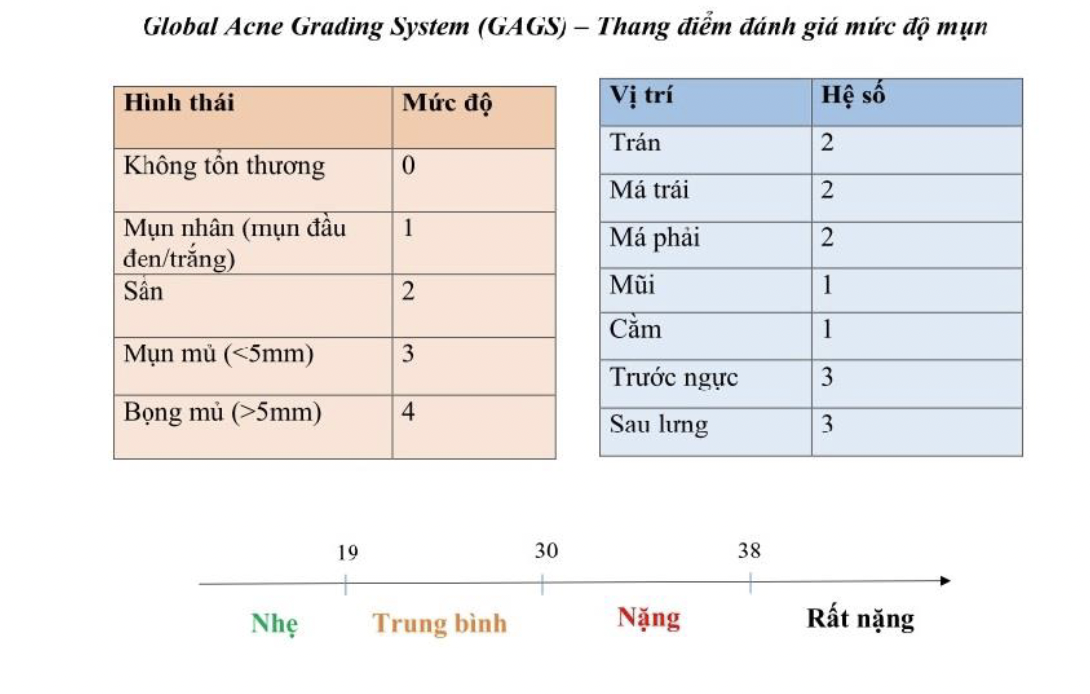 Global Acne Grading System (GAGS) – Thang điểm đánh giá mức độ mụn
Hình thái Mức độ
Không tổn thương 0
Mụn nhân (mụn đầu 1
đen/trắng)
Sẩn 2
Mụn mủ (<5mm) 3
Bọng mủ (>5mm) 4
Vị trí Hệ số
Trán 2
Má trái 2
Má phải 2
Mũi 1
Cằm 1
Trước ngực 3
Sau lưng 3
19 30 38
Nhẹ Trung bình Nặng Rất nặng